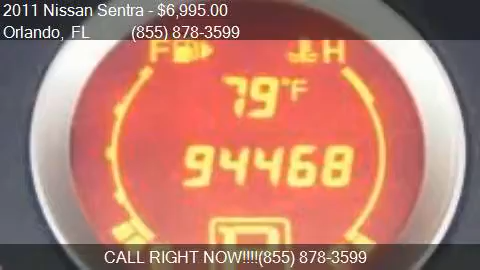 2011 Nissan Sentra - $6,995.00
Orlando, FL (855) 878-3599
F H
79°F
94468
CALL RIGHT NOW!!!!(855) 878-3599